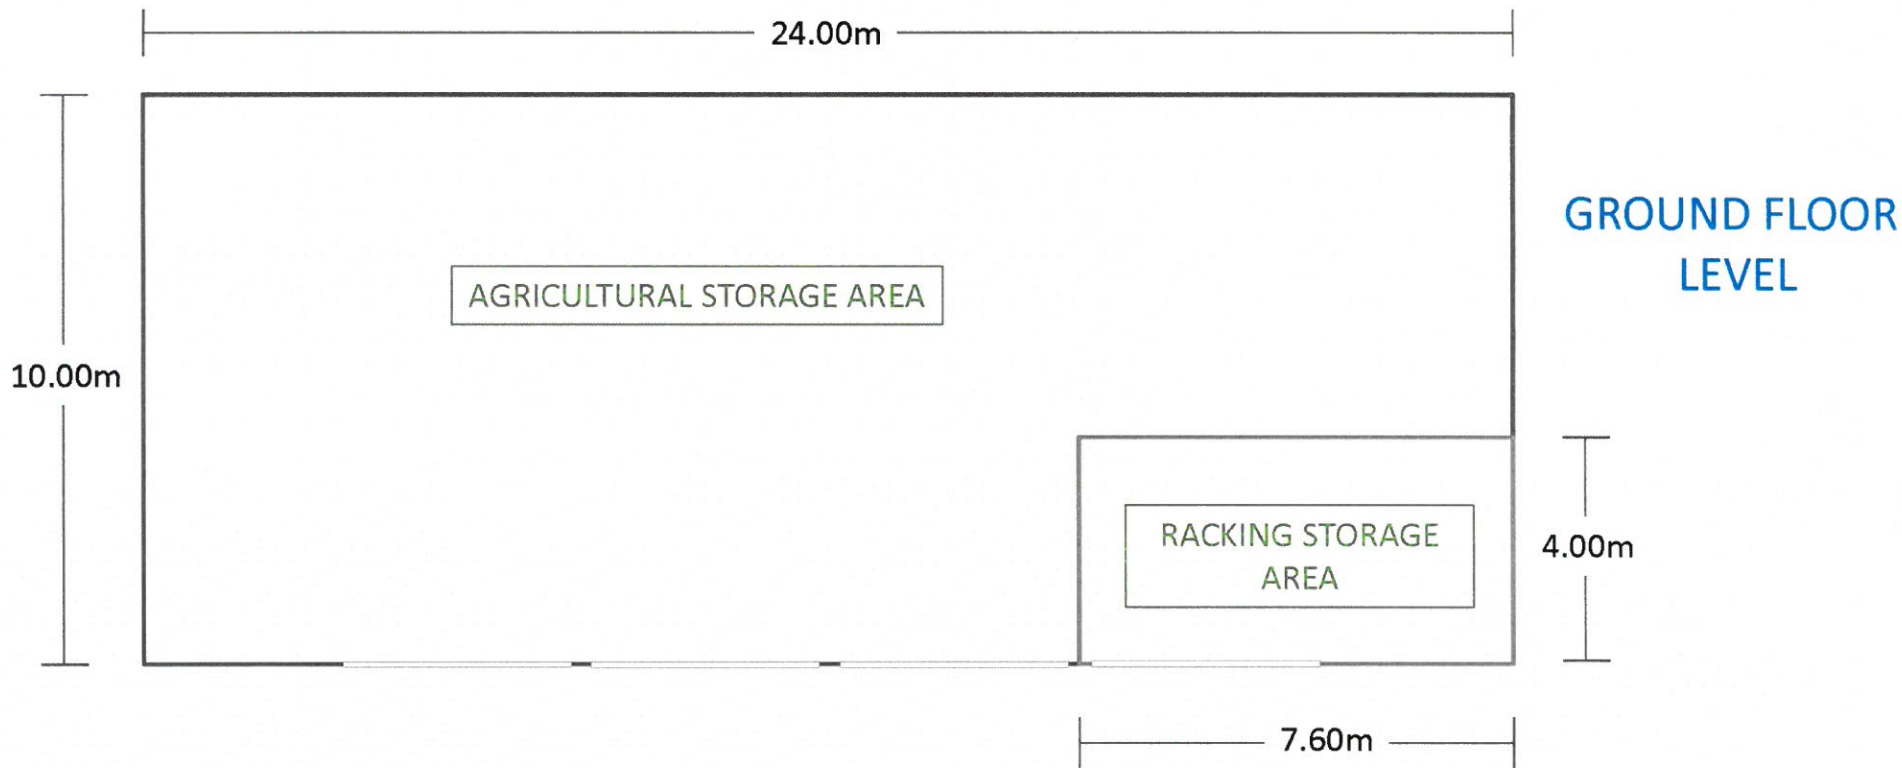 24.00m
GROUND FLOOR
LEVEL
AGRICULTURAL STORAGE AREA
10.00m
RACKING STORAGE
AREA
4.00m
7.60m